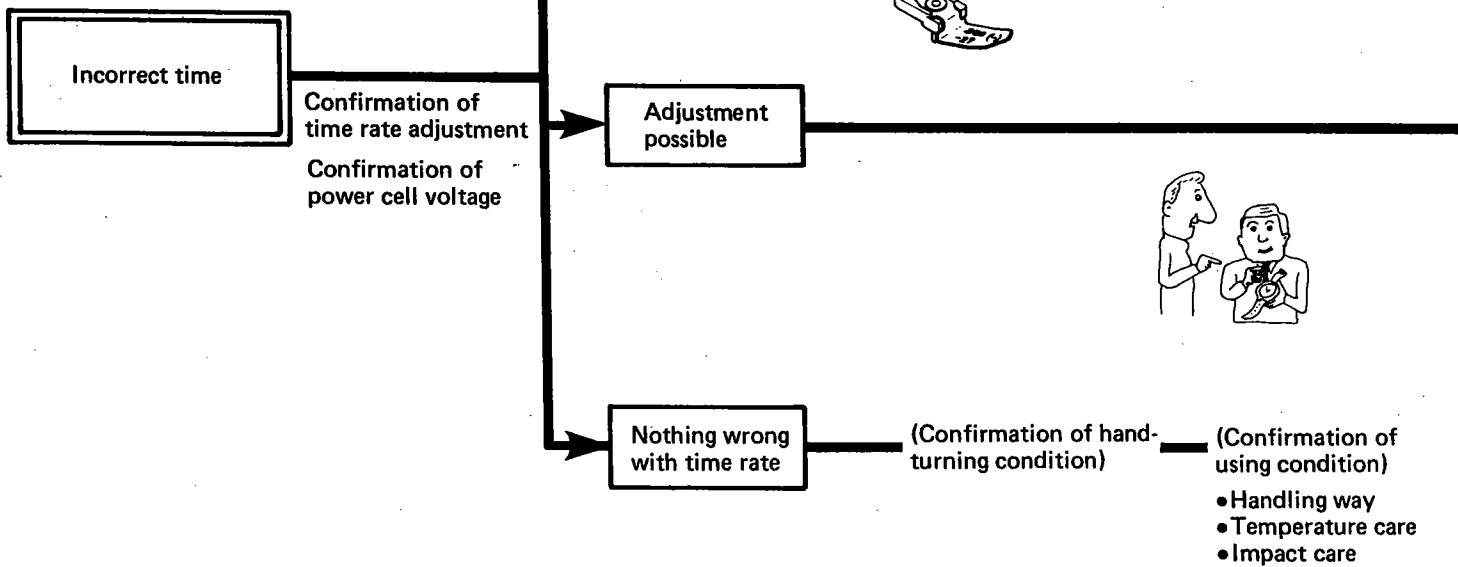 Incorrect time
Confirmation of
time rate adjustment
Confirmation of
power cell voltage
Adjustment
possible
Nothing wrong
with time rate
(Confirmation of hand-
turning condition)
(Confirmation of
using condition)
•Handling way
•Temperature care
•Impact care